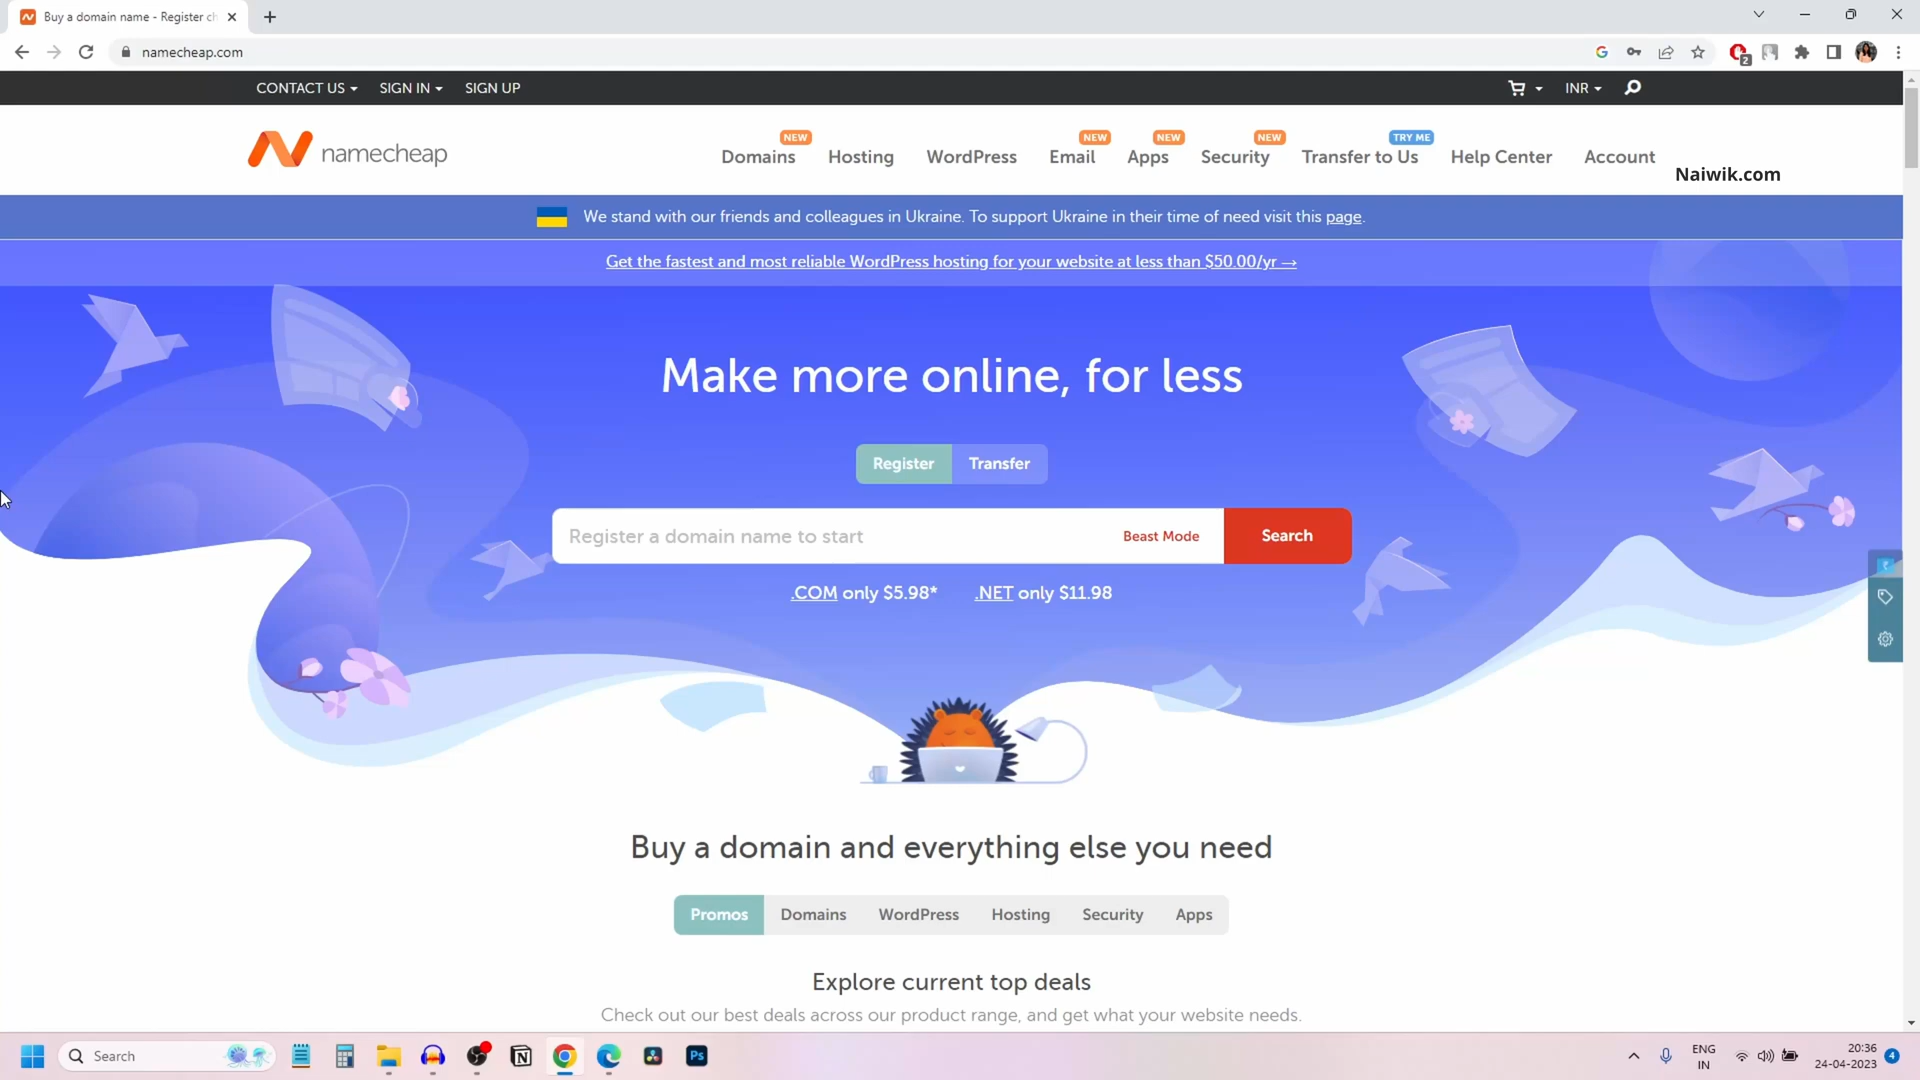 Buy a domain name - Register ch
namecheap.com
2
CONTACT US SIGN IN SIGN UP INR
namecheap
NEW NEW NEW NEW TRY ME
Domains Hosting WordPress Email Apps Security Transfer to Us Help Center Account
Naiwik.com
We stand with our friends and colleagues in Ukraine. To support Ukraine in their time of need visit this page.
Get the fastest and most reliable WordPress hosting for your website at less than $50.00/yr →
Make more online, for less
Register Transfer
Register a domain name to start Beast Mode Search
.COM only $5.98* .NET only $11.98
Buy a domain and everything else you need
Promos Domains WordPress Hosting Security Apps
Explore current top deals
Check out our best deals across our product range, and get what your website needs.
Search Ps ENG 20:36 4
IN 24-04-2023